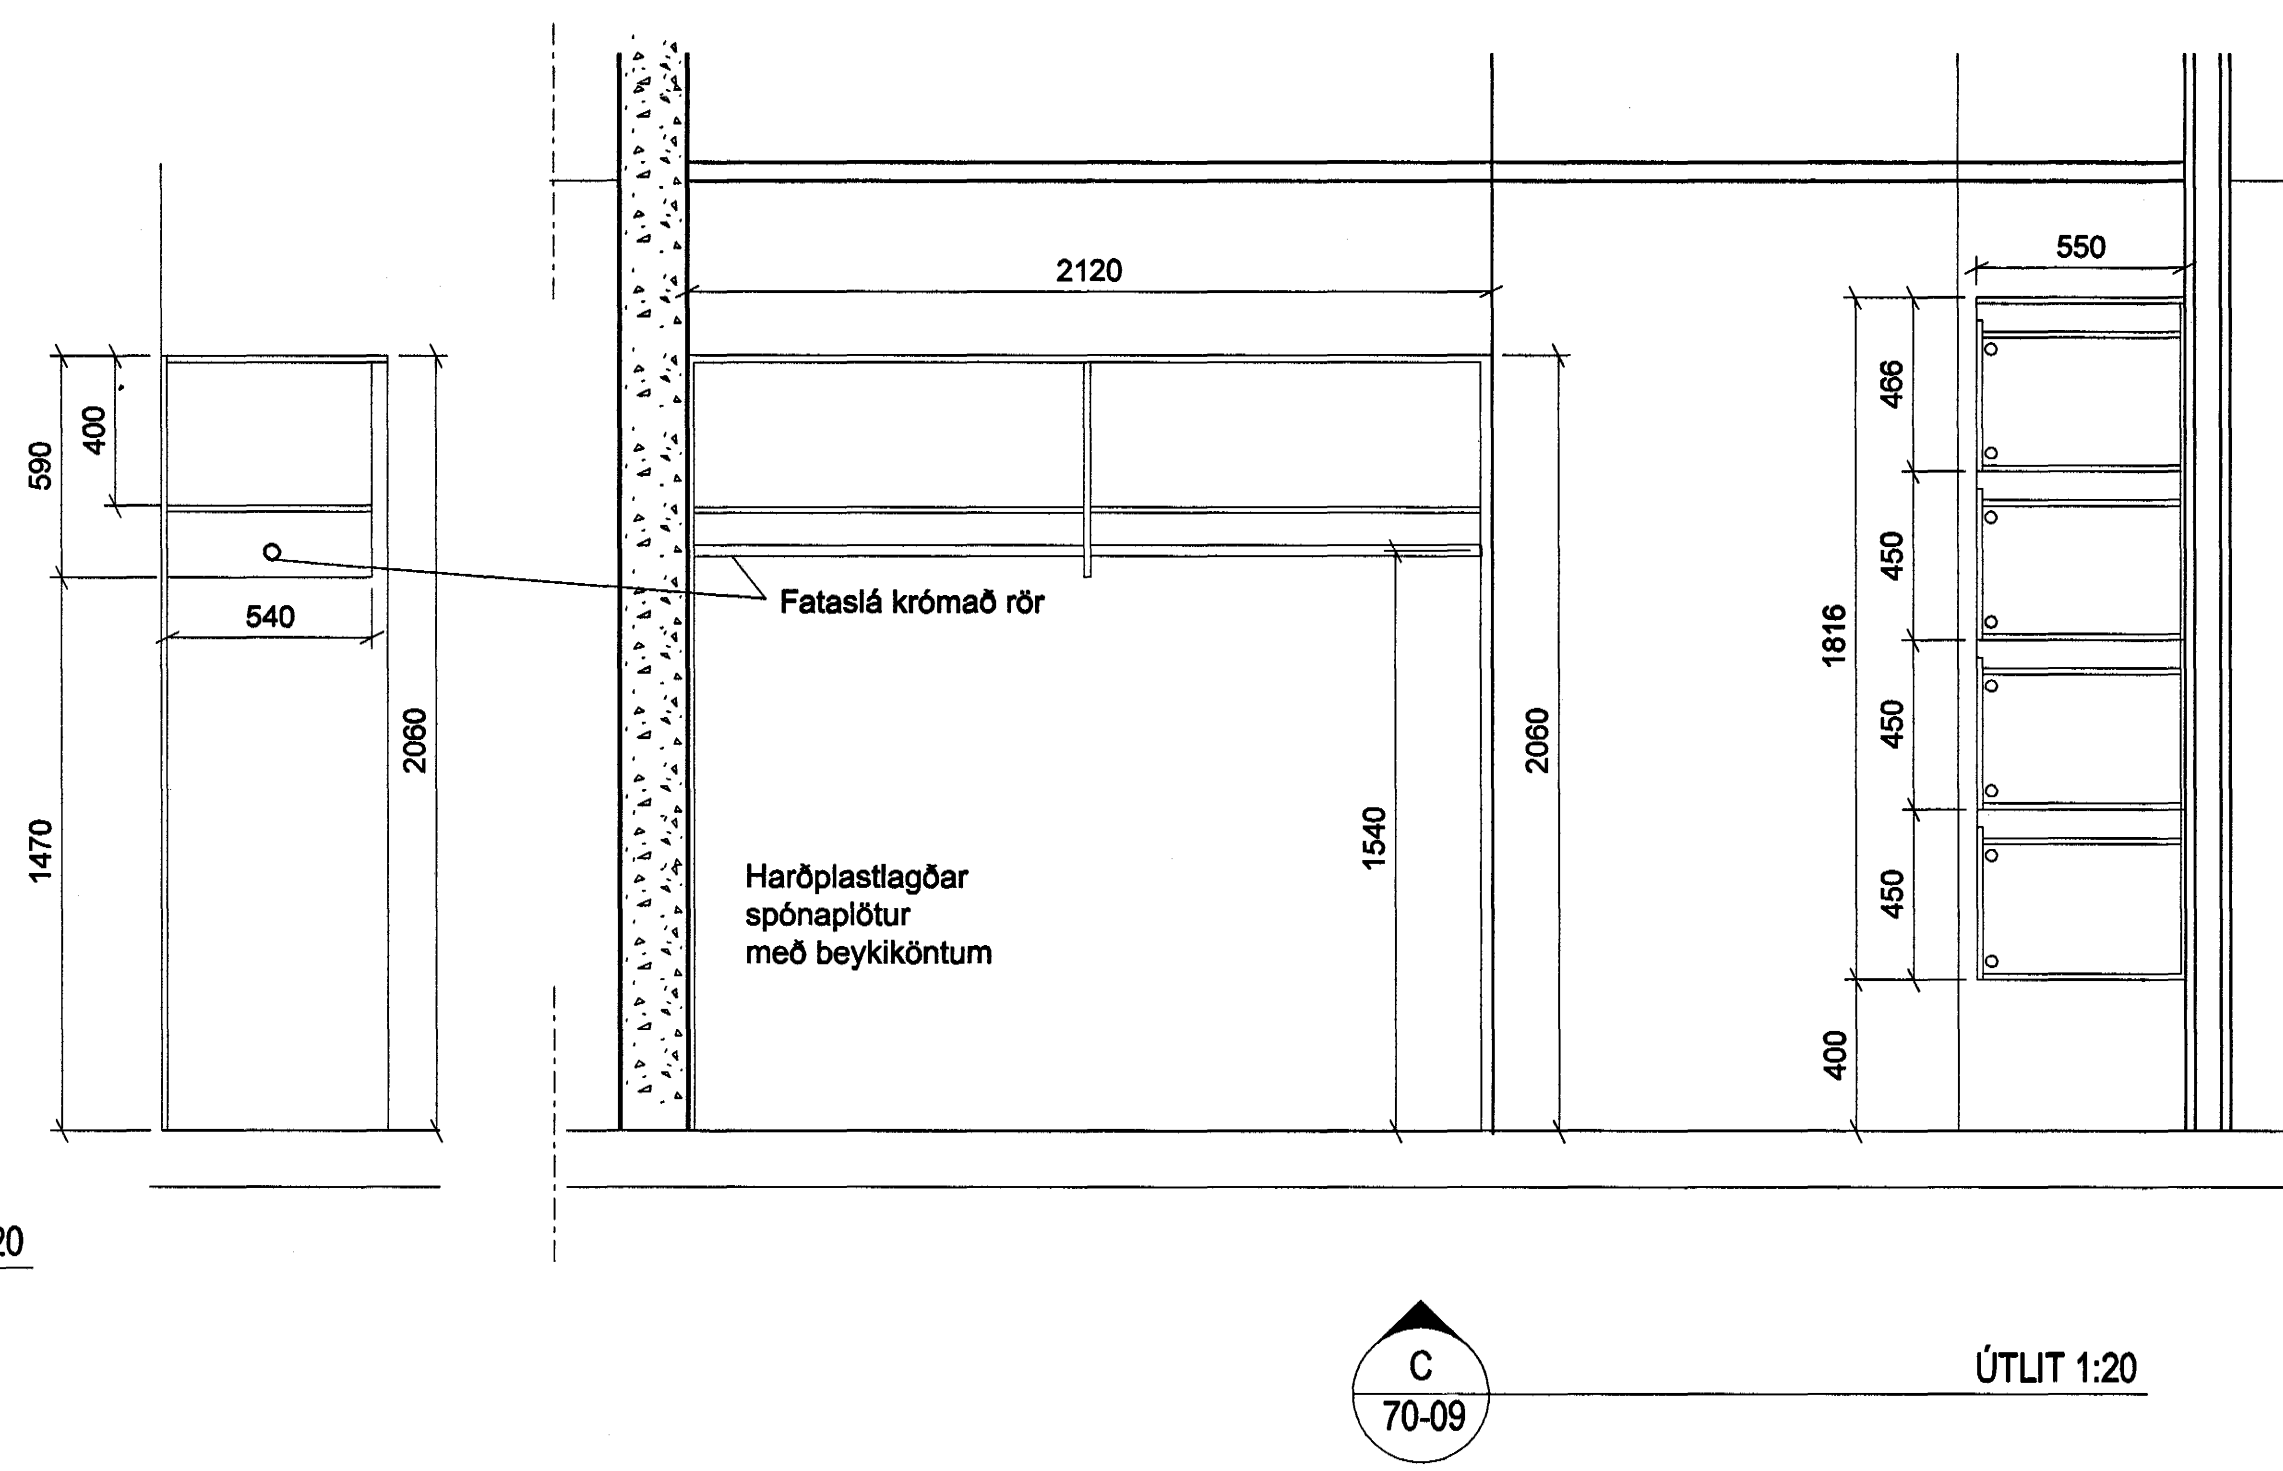 550
2120
466
400
590
450
540
Fataslá krómað rör
1816
2060
2060
450
1540
1470
Harðplastlagðar
spónaplötur
með beykiköntum
450
400
20
C
70-09
ÚTLIT 1:20